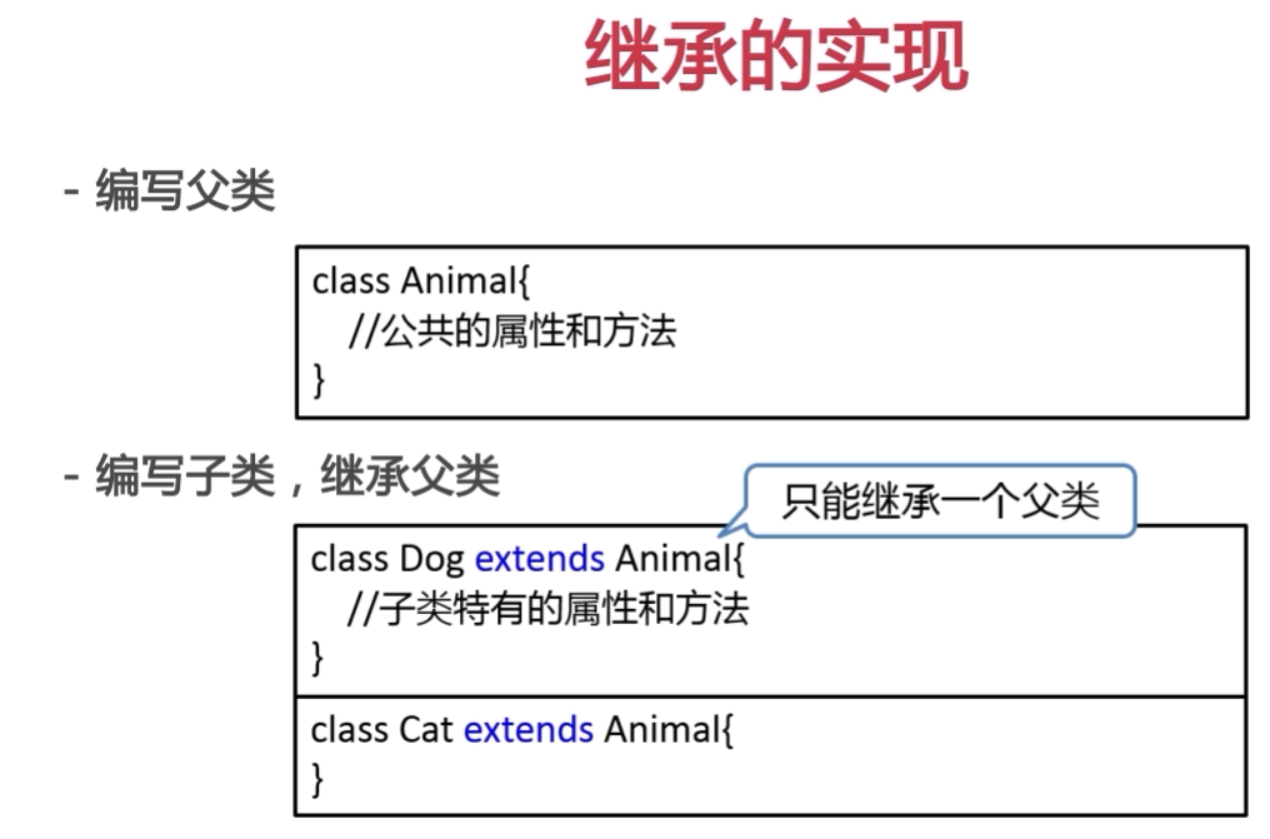 继承的实现
- 编写父类
class Animal{
//公共的属性和方法
}
- 编写子类，继承父类
只能继承一个父类
class Dog extends Animal{
//子类特有的属性和方法
}
class Cat extends Animal{
}